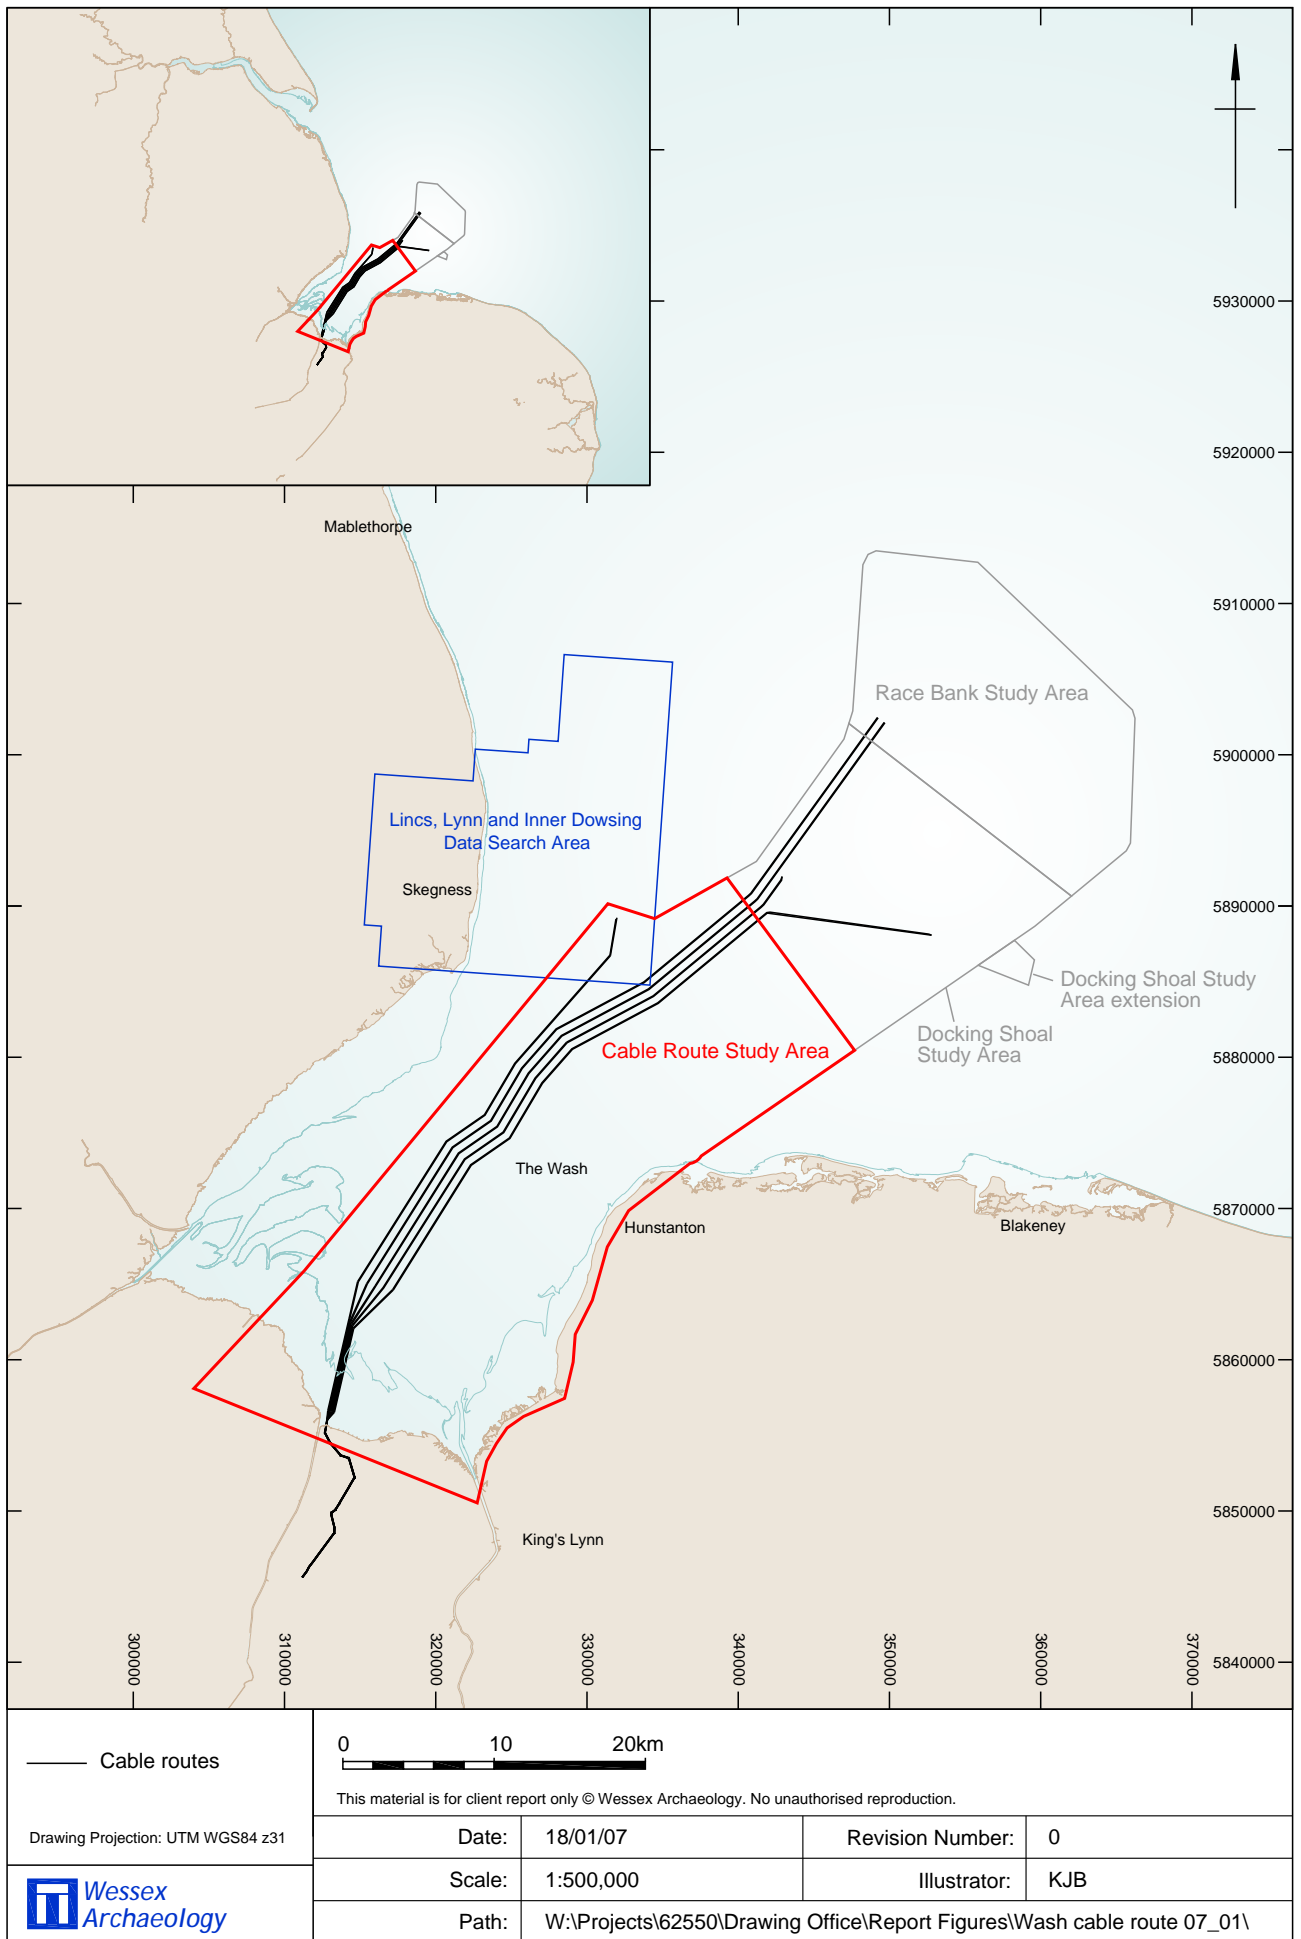 5930000
5920000
Mablethorpe
5910000
Race Bank Study Area
5900000
Lincs, Lynn and Inner Dowsing
Data Search Area
Skegness
5890000
Docking Shoal Study
Area extension
Docking Shoal
Study Area
Cable Route Study Area
5880000
The Wash
Hunstanton
Blakeney
5870000
5860000
5850000
King's Lynn
300000
310000
320000
330000
340000
350000
360000
370000
5840000
Cable routes
0 10 20km
This material is for client report only © Wessex Archaeology. No unauthorised reproduction.
Drawing Projection: UTM WGS84 z31
Date: 18/01/07 Revision Number: 0
Scale: 1:500,000 Illustrator: KJB
Path: W:\Projects\62550\Drawing Office\Report Figures\Wash cable route 07_01\
Wessex
Archaeology